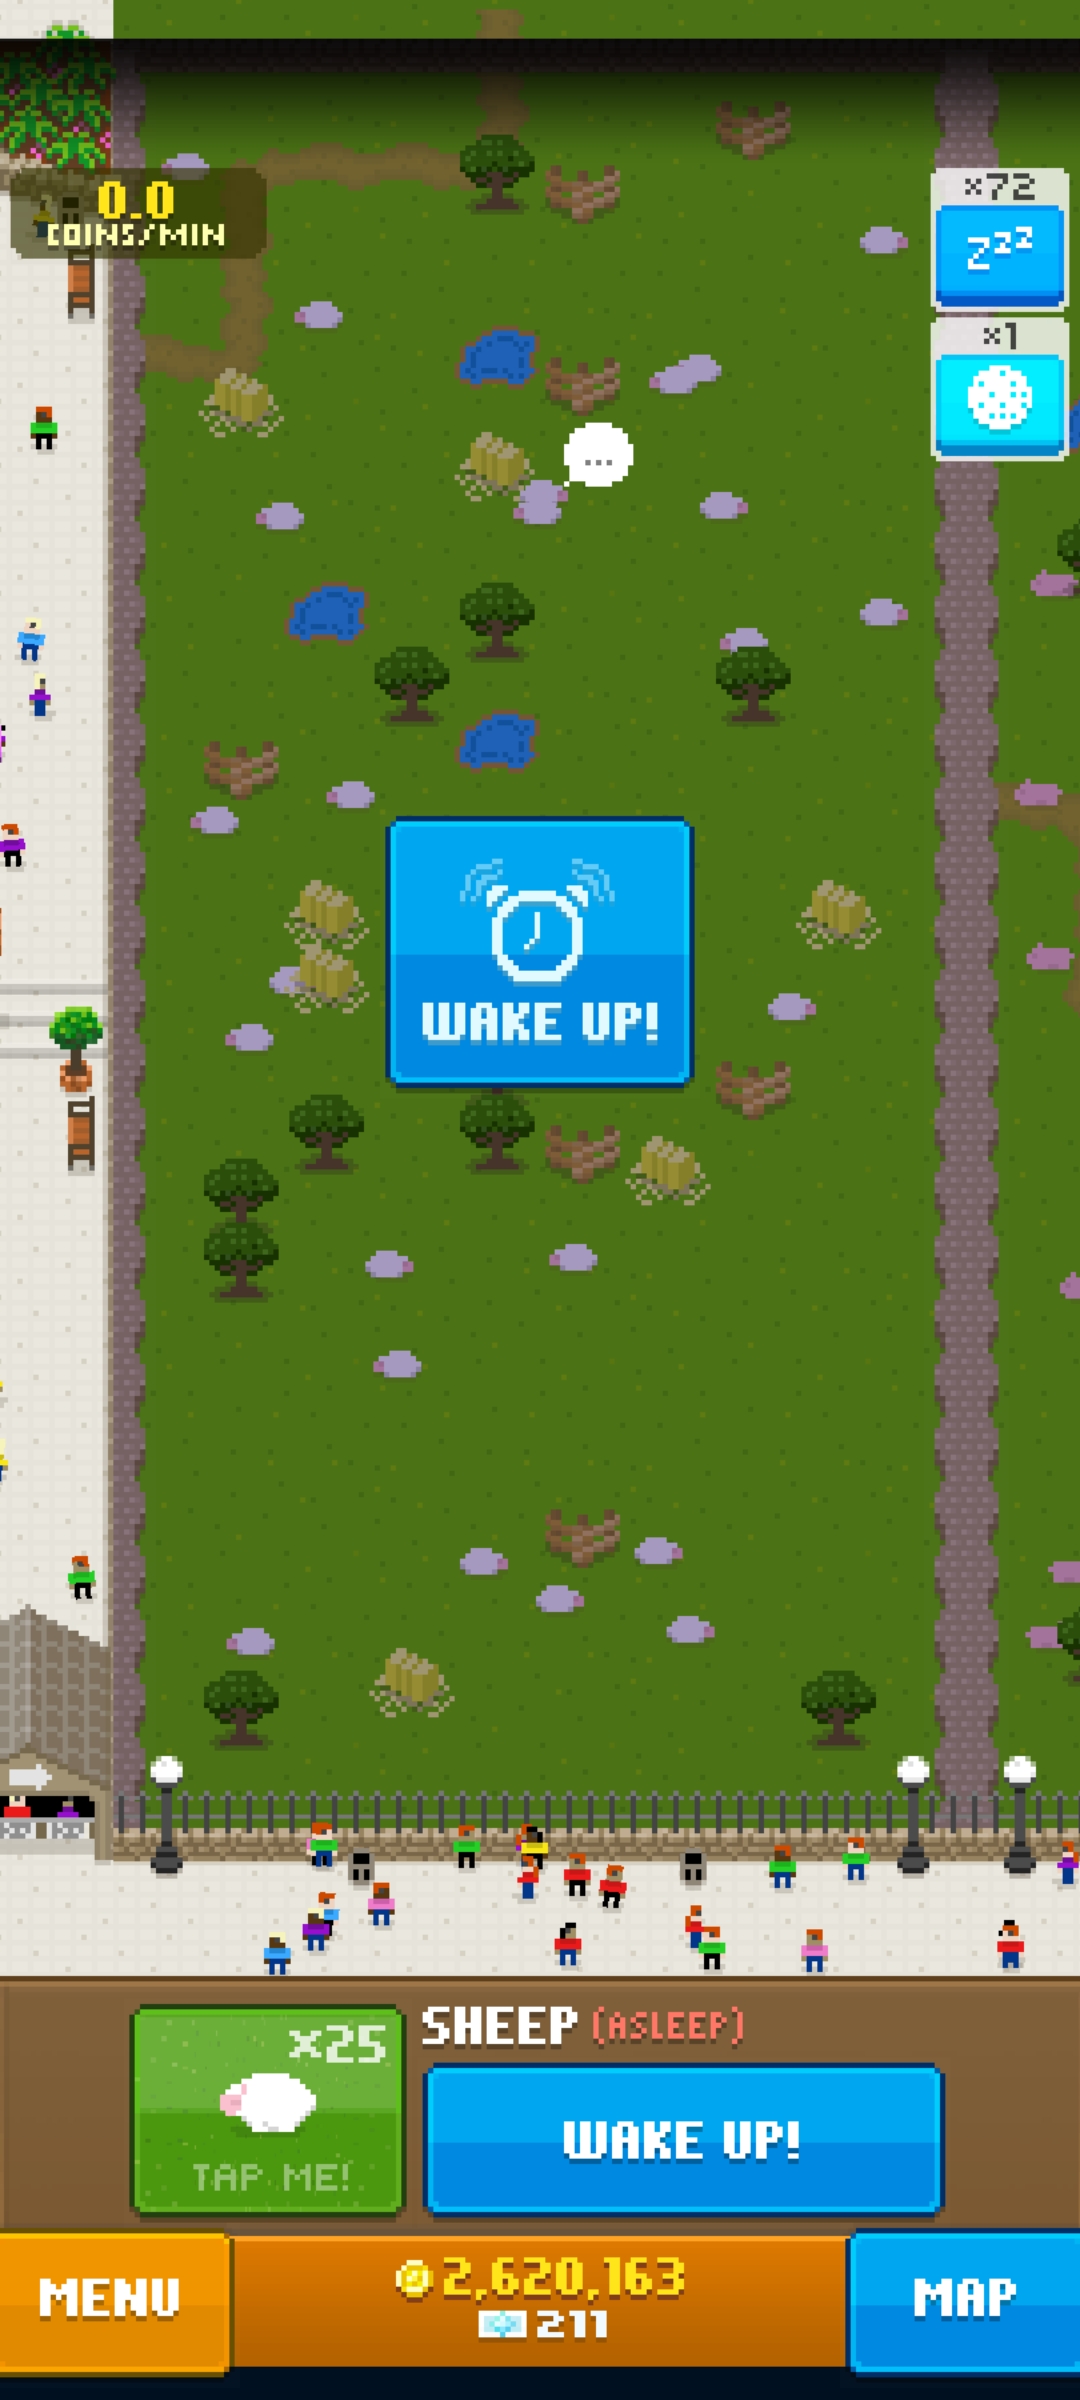 0.0
COINS/MIN
x72
zzz
x1
...
WAKE UP!
x25
TAP ME!
SHEEP (ASLEEP)
WAKE UP!
MENU
2,620,163
211
MAP